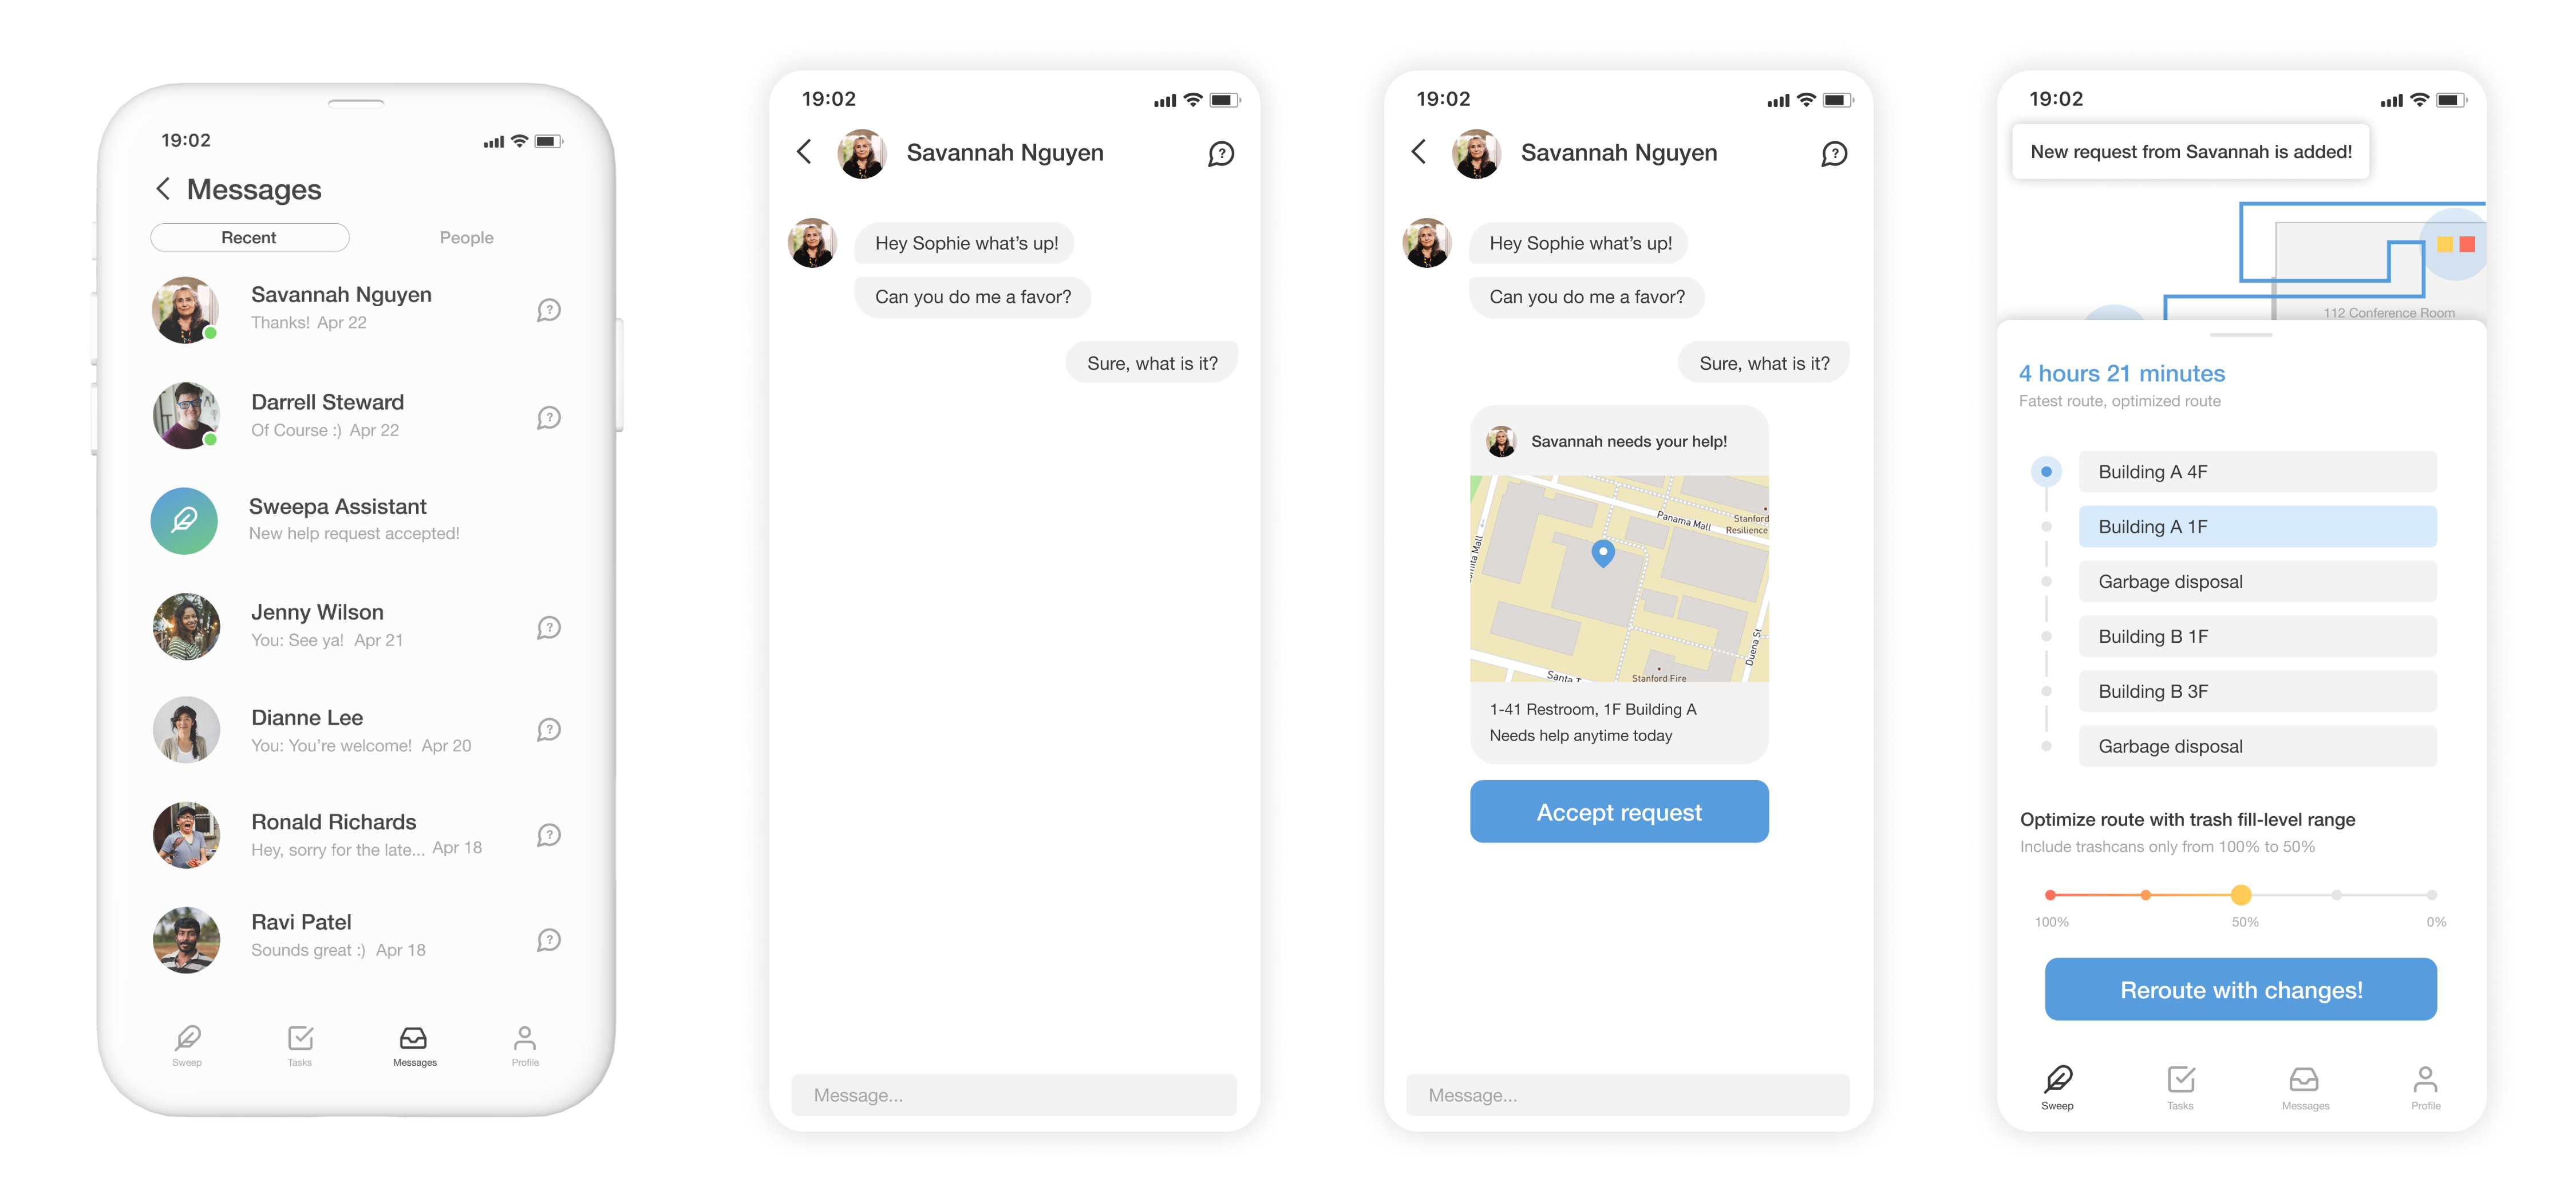 19:02
Messages
Recent
People
Savannah Nguyen
Thanks! Apr 22
Darrell Steward
Of Course :) Apr 22
Sweepa Assistant
New help request accepted!
Jenny Wilson
You: See ya! Apr 21
Dianne Lee
You: You're welcome! Apr 20
Ronald Richards
Hey, sorry for the late... Apr 18
Ravi Patel
Sounds great :) Apr 18
Sweep
Tasks
Messages
Profile
19:02
Savannah Nguyen
Hey Sophie what's up!
Can you do me a favor?
Sure, what is it?
Message...
19:02
Savannah Nguyen
Hey Sophie what's up!
Can you do me a favor?
Sure, what is it?
Savannah needs your help!
Panama Mall
Stanford
Resilience
Mall
Santa T
Stanford Fire
Duena St
1-41 Restroom, 1F Building A
Needs help anytime today
Accept request
Message...
19:02
New request from Savannah is added!
112 Conference Room
4 hours 21 minutes
Fatest route, optimized route
Building A 4F
Building A 1F
Garbage disposal
Building B 1F
Building B 3F
Garbage disposal
Optimize route with trash fill-level range
Include trashcans only from 100% to 50%
100%
50%
0%
Reroute with changes!
Sweep
Tasks
Messages
Profile